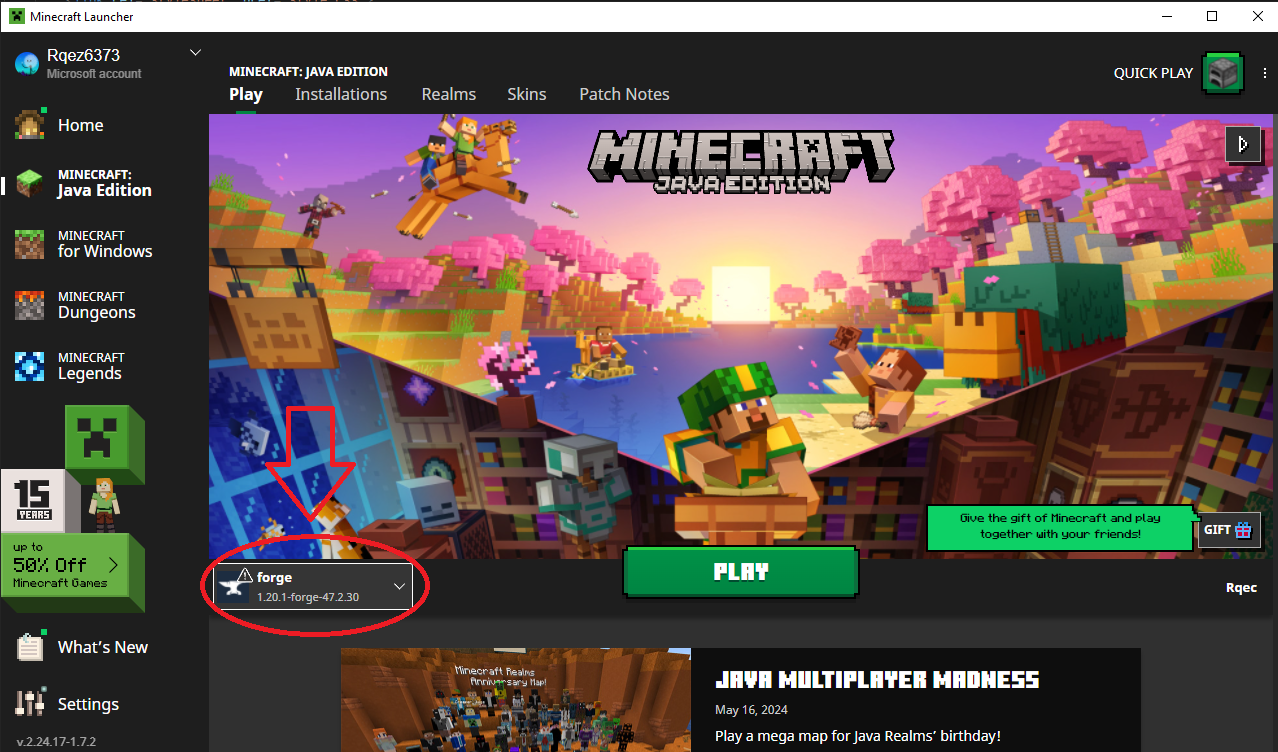 Minecraft Launcher
Rqez6373
Microsoft account
Home
MINECRAFT:
Java Edition
MINECRAFT
for Windows
MINECRAFT
Dungeons
MINECRAFT
Legends
15
YEARS
up to
50% Off
Minecraft Games
What's New
Settings
v.2.24.17-1.7.2
MINECRAFT: JAVA EDITION
Play Installations Realms Skins Patch Notes
QUICK PLAY
MINECRAFT
JAVA EDITION
Give the gift of Minecraft and play
together with your friends!
GIFT
forge
1.20.1-forge-47.2.30
PLAY
Rqec
Minecraft Realms
Anniversary Map!
JAVA MULTIPLAYER MADNESS
May 16, 2024
Play a mega map for Java Realms' birthday!